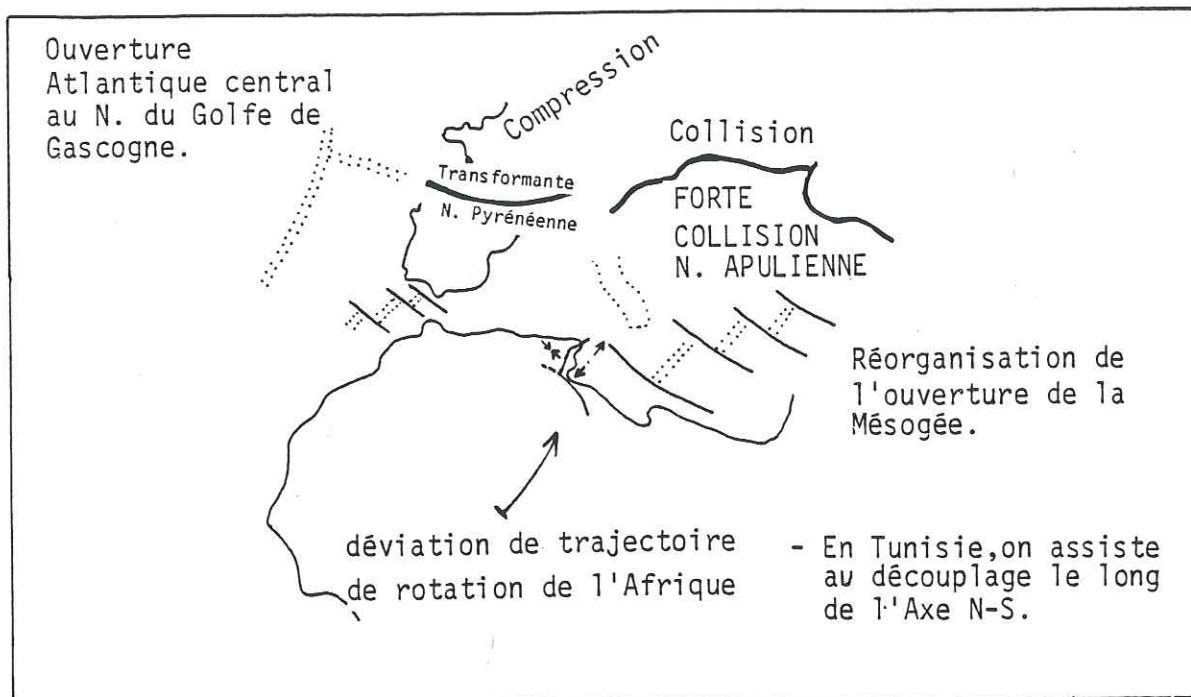 Ouverture
Atlantique central
au N. du Golfe de
Gascogne.
Compression
Transformante
N. Pyrénéenne
Collision
FORTE
COLLISION
N. APULIENNE
Réorganisation de
l'ouverture de la
Mésogée.
déviation de trajectoire
de rotation de l'Afrique
- En Tunisie,on assiste
au découplage le long
de l'Axe N-S.